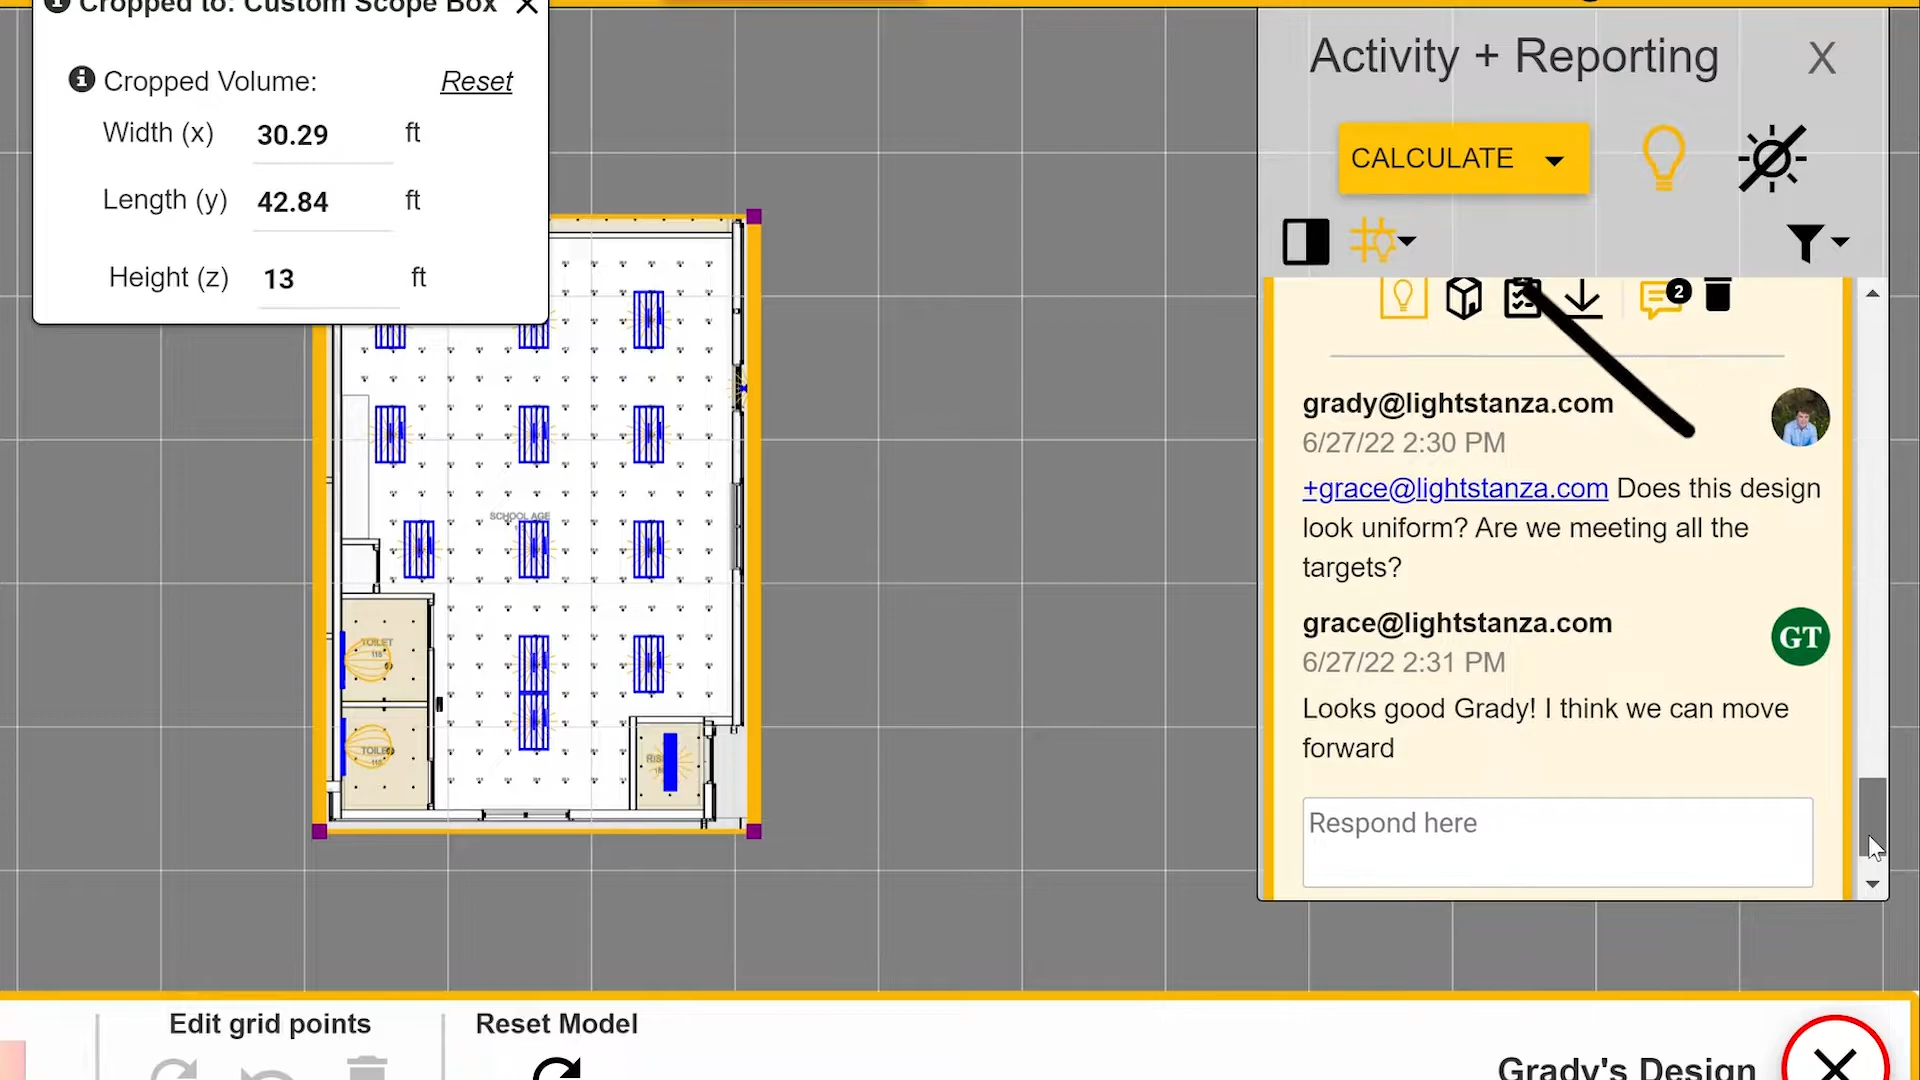 Cropped to: Custom Scope Box
Cropped Volume: Reset
Width (x) 30.29 ft
Length (y) 42.84 ft
Height (z) 13 ft
SCHOOL AGE
TOILET
Activity + Reporting X
CALCULATE
2
grady@lightstanza.com
6/27/22 2:30 PM
+grace@lightstanza.com Does this design
look uniform? Are we meeting all the
targets?
grace@lightstanza.com
6/27/22 2:31 PM
GT
Looks good Grady! I think we can move
forward
Respond here
Edit grid points
Reset Model
Grady's Design